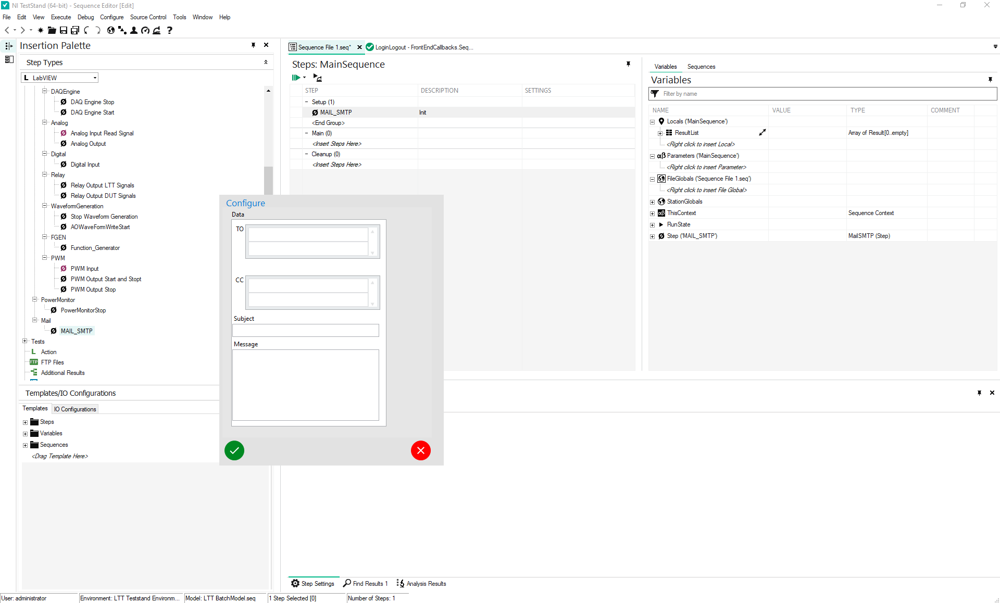 NI TestStand (64-bit) - Sequence Editor [Edit]
File Edit View Execute Debug Configure Source Control Tools Window Help
Insertion Palette
Step Types
L LabVIEW
DAQEngine
DAQ Engine Stop
DAQ Engine Start
Analog
Analog Input Read Signal
Analog Output
Digital
Digital Input
Relay
Relay Output LTT Signals
Relay Output DUT Signals
WaveformGeneration
Stop Waveform Generation
AOWaveFormWriteStart
FGEN
Function_Generator
PWM
PWM Input
PWM Output Start and Stopt
PWM Output Stop
PowerMonitor
PowerMonitorStop
Mail
MAIL_SMTP
Tests
L Action
FTP FTP Files
Additional Results
Templates/IO Configurations
Templates IO Configurations
Steps
Variables
Sequences
<Drag Template Here>
Sequence File 1.seq* LoginLogout - FrontEndCallbacks.Seq...
Steps: MainSequence
STEP DESCRIPTION SETTINGS
Setup (1)
MAIL_SMTP Init
<End Group>
Main (0)
<Insert Steps Here>
Cleanup (0)
<Insert Steps Here>
Configure
Data
TO
CC
Subject
Message
Variables Sequences
Variables
Filter by name
NAME VALUE TYPE COMMENT
Locals ('MainSequence')
ResultList Array of Result[0..empty]
<Right click to insert Local>
αβ Parameters ('MainSequence')
<Right click to insert Parameter>
FileGlobals ('Sequence File 1.seq')
<Right click to insert File Global>
StationGlobals
αβ ThisContext Sequence Context
RunState
Step ('MAIL_SMTP') MailSMTP (Step)
Step Settings Find Results 1 Analysis Results
User: administrator Environment: LTT Teststand Environm... Model: LTT BatchModel.seq 1 Step Selected [0] Number of Steps: 1